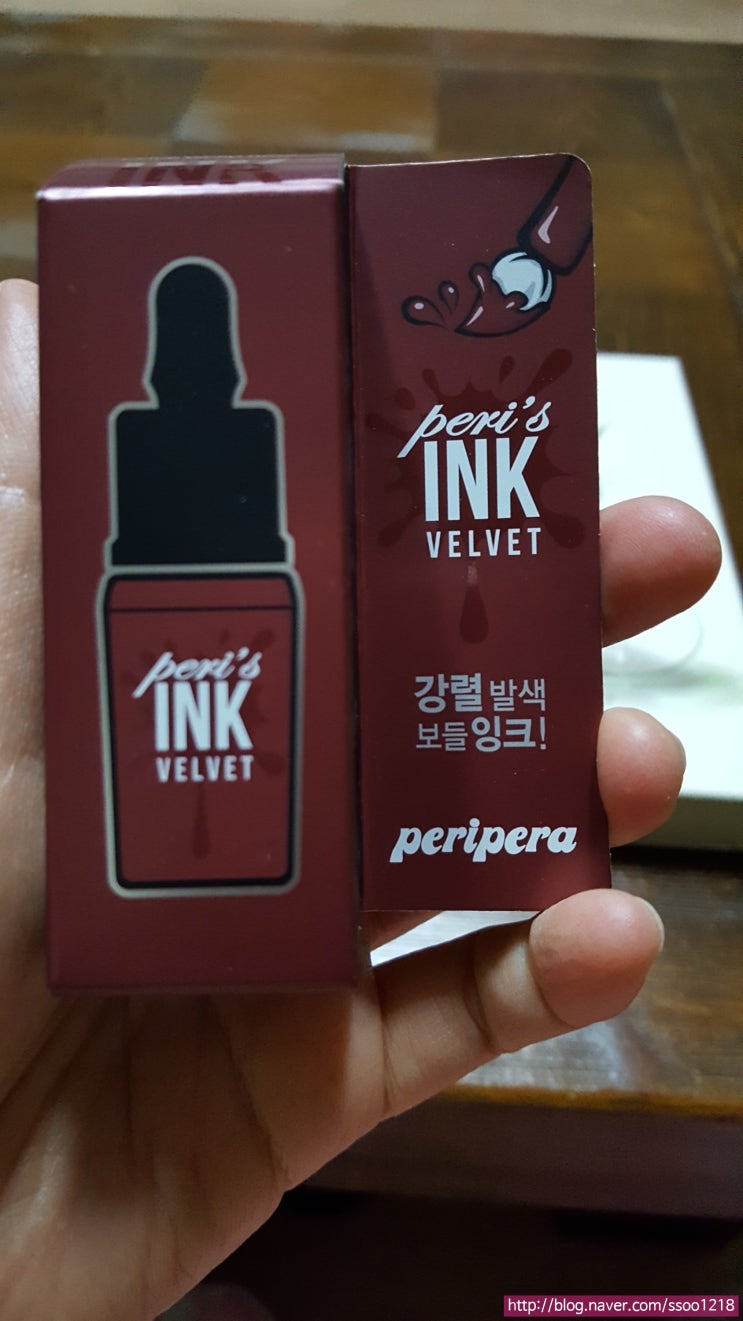 INK
peri's
INK
VELVET
peri's
INK
VELVET
강렬 발색
보들잉크!
peripera
http://blog.naver.com/ssoo1218